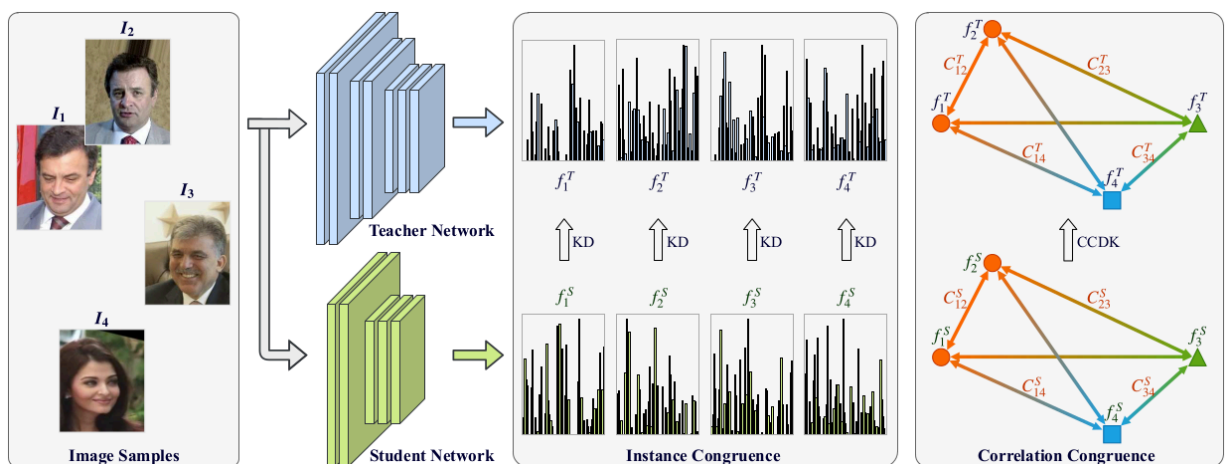 I₂
I₁
I₃
I₄
Image Samples
Teacher Network
Student Network
f₁ᵀ f₂ᵀ f₃ᵀ f₄ᵀ
KD KD KD KD
f₁ˢ f₂ˢ f₃ˢ f₄ˢ
Instance Congruence
f₂ᵀ
C₁₂ᵀ C₂₃ᵀ
f₁ᵀ f₃ᵀ
C₁₄ᵀ C₃₄ᵀ
f₄ᵀ
CCDK
f₂ˢ
C₁₂ˢ C₂₃ˢ
f₁ˢ f₃ˢ
C₁₄ˢ C₃₄ˢ
f₄ˢ
Correlation Congruence